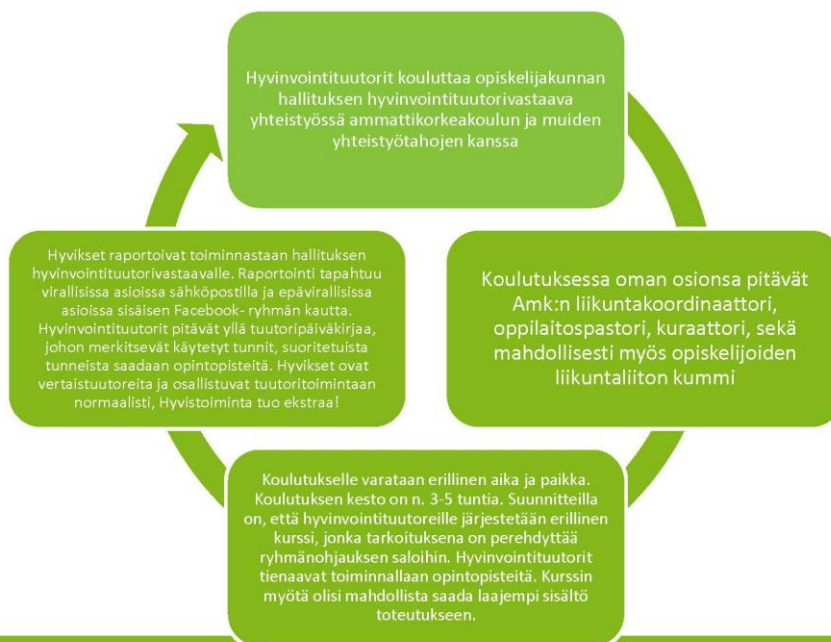 Hyvinvointituutorit kouluttaa opiskelijakunnan
hallituksen hyvinvointituutorivastaava
yhteistyössä ammattikorkeakoulun ja muiden
yhteistyötahojen kanssa
Koulutuksessa oman osionsa pitävät
Amk:n liikuntakoordinaattori,
oppilaitospastori, kuraattori, sekä
mahdollisesti myös opiskelijoiden
liikuntaliiton kummi
Koulutukselle varataan erillinen aika ja paikka.
Koulutuksen kesto on n. 3-5 tuntia. Suunnitteilla
on, että hyvinvointituutoreille järjestetään erillinen
kurssi, jonka tarkoituksena on perehdyttää
ryhmänohjauksen saloihin. Hyvinvointituutorit
tienaavat toiminnallaan opintopisteitä. Kurssin
myötä olisi mahdollista saada laajempi sisältö
toteutukseen.
Hyvikset raportoivat toiminnastaan hallituksen
hyvinvointituutorivastaavalle. Raportointi tapahtuu
virallisissa asioissa sähköpostilla ja epävirallisissa
asioissa sisäisen Facebook- ryhmän kautta.
Hyvinvointituutorit pitävät yllä tuutoripäiväkirjaa,
johon merkitsevät käytetyt tunnit, suoritetuista
tunneista saadaan opintopisteitä. Hyvikset ovat
vertaistuutoreita ja osallistuvat tuutoritoimintaan
normaalisti, Hyvistoiminta tuo ekstraa!